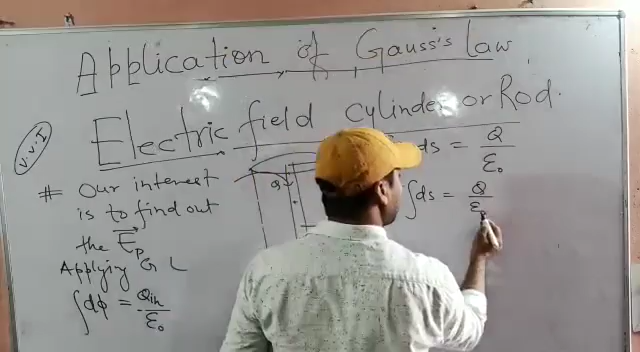 Application of Gauss's law
Electric field cylinder or Rod.
V.V.I
# Our interest
is to find out
the E⃗p
Applying G L
∫dφ = Qin/ε₀
Q
ds = Q/ε₀
∫ds = Q/ε₀